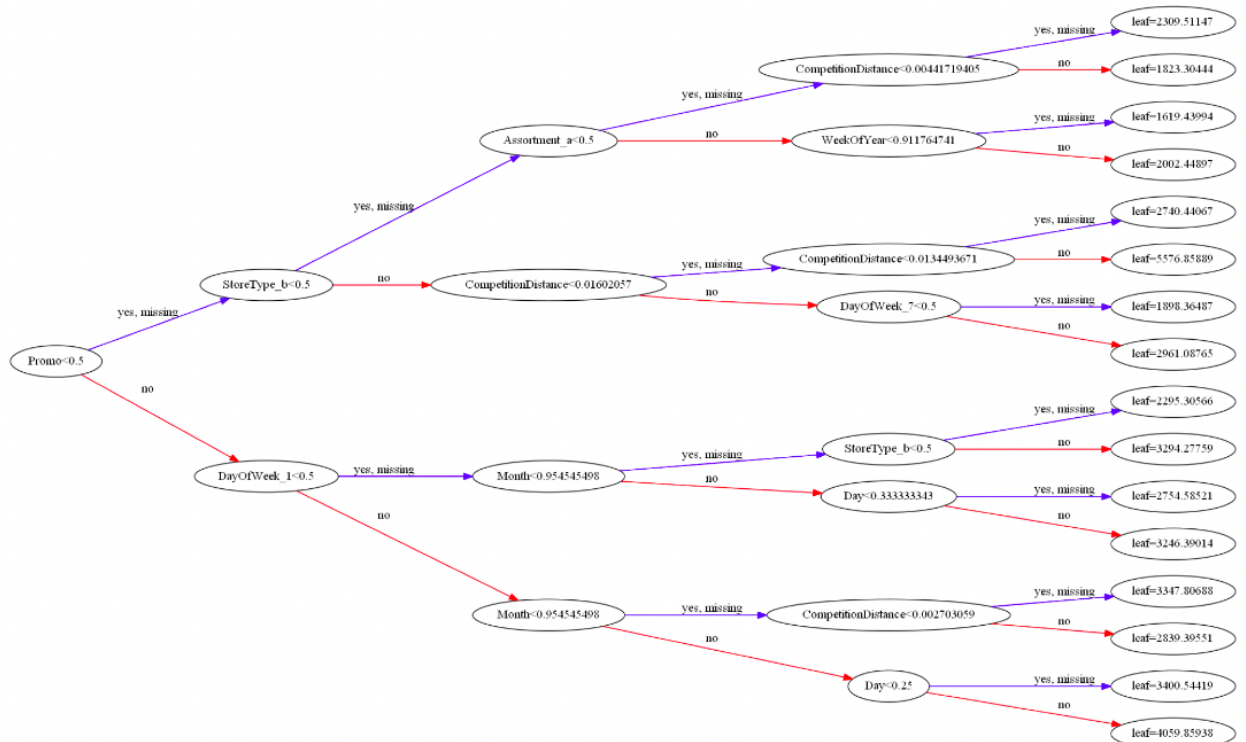 yes, missing
leaf=2309.51147
CompetitionDistance<0.00441719405
no
leaf=1823.30444
yes, missing
yes, missing
leaf=1619.43994
Assortment_a<0.5
no
WeekOfYear<0.911764741
no
leaf=2002.44897
yes, missing
yes, missing
leaf=2740.44067
yes, missing
CompetitionDistance<0.0134493671
no
leaf=5576.85889
StoreType_b<0.5
no
CompetitionDistance<0.01602057
no
DayOfWeek_7<0.5
yes, missing
leaf=1898.36487
yes, missing
no
leaf=2961.08765
Promo<0.5
no
yes, missing
leaf=2295.30566
yes, missing
StoreType_b<0.5
no
leaf=3294.27759
DayOfWeek_1<0.5
yes, missing
Month<0.954545498
no
Day<0.333333343
yes, missing
leaf=2754.58521
no
no
leaf=3246.39014
yes, missing
leaf=3347.80688
Month<0.954545498
yes, missing
CompetitionDistance<0.002703059
no
leaf=2839.39551
no
Day<0.25
yes, missing
leaf=3400.54419
no
leaf=4059.85938